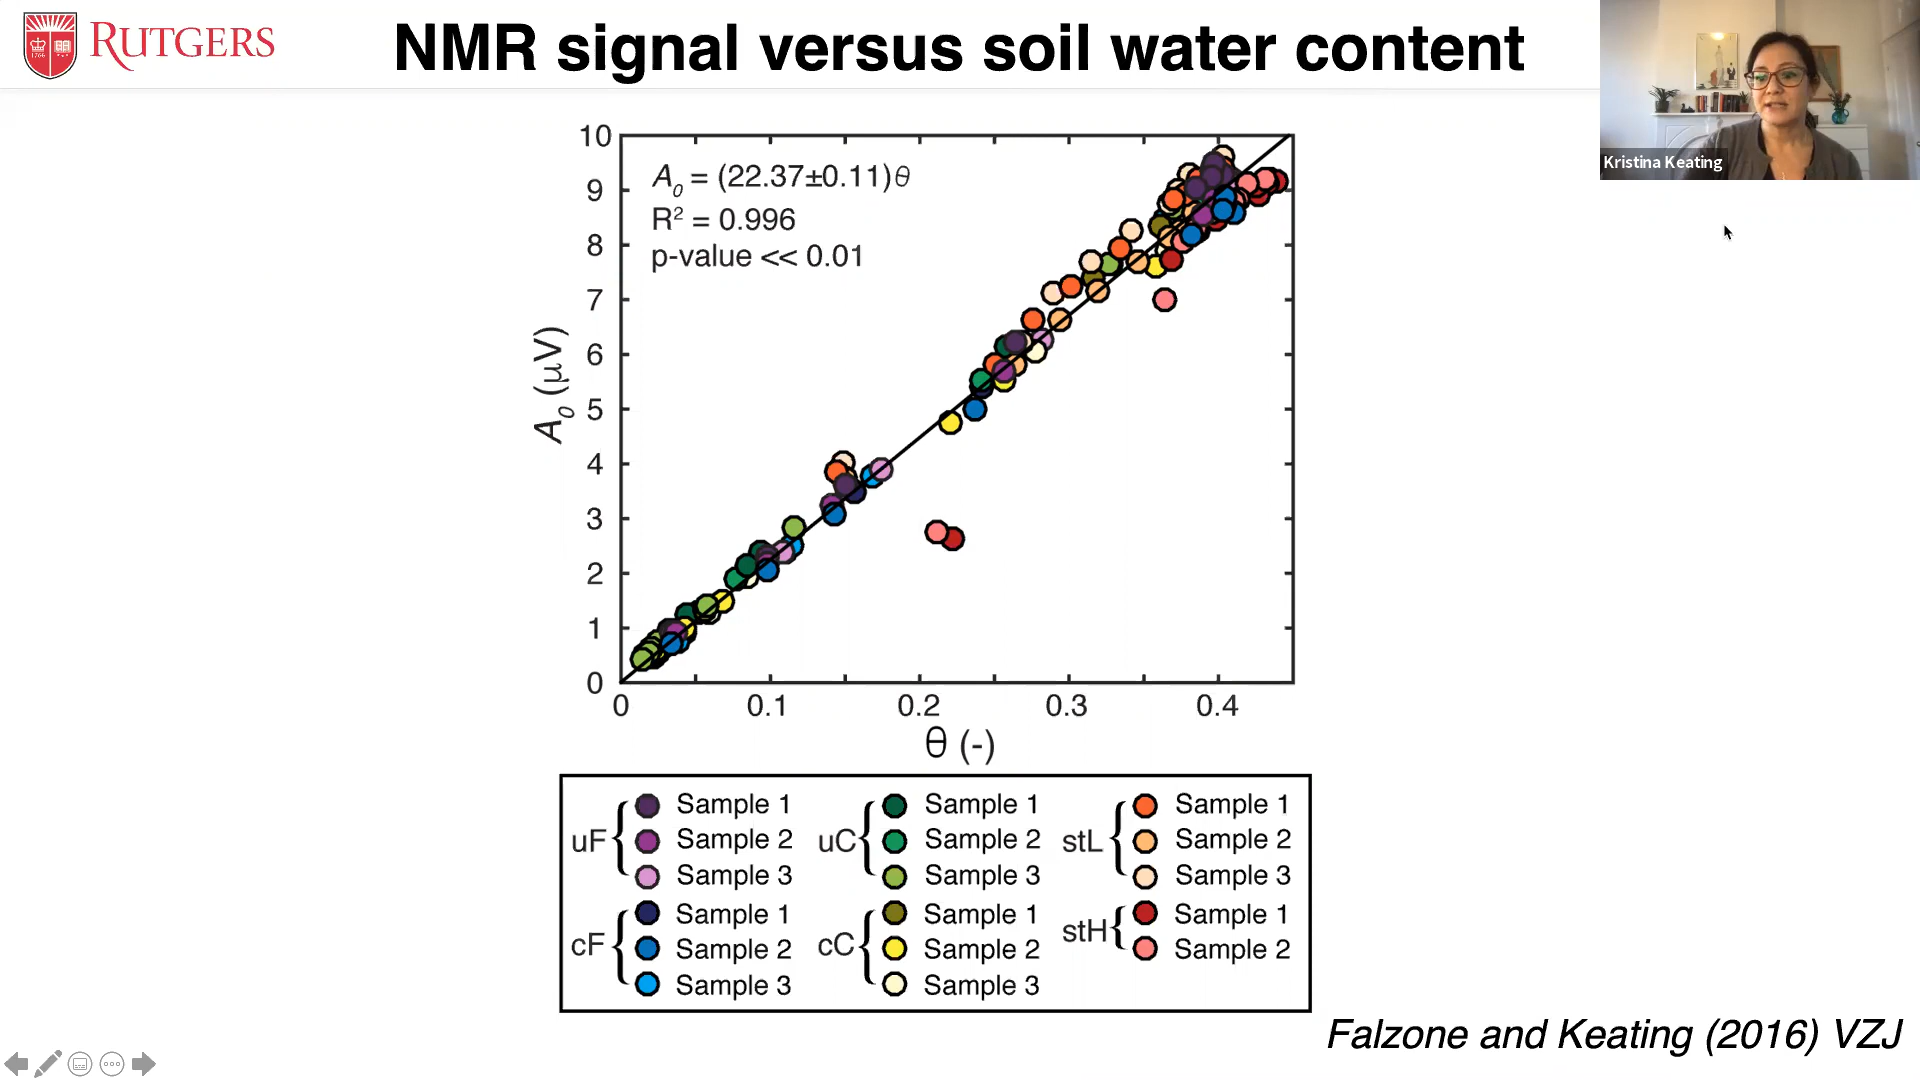 RUTGERS
1766
NMR signal versus soil water content
Kristina Keating
A₀ = (22.37±0.11)θ
R² = 0.996
p-value << 0.01
A₀ (μV)
10
9
8
7
6
5
4
3
2
1
0
0 0.1 0.2 0.3 0.4
θ (-)
uF
Sample 1
Sample 2
Sample 3
cF
Sample 1
Sample 2
Sample 3
uC
Sample 1
Sample 2
Sample 3
cC
Sample 1
Sample 2
Sample 3
stL
Sample 1
Sample 2
Sample 3
stH
Sample 1
Sample 2
Falzone and Keating (2016) VZJ